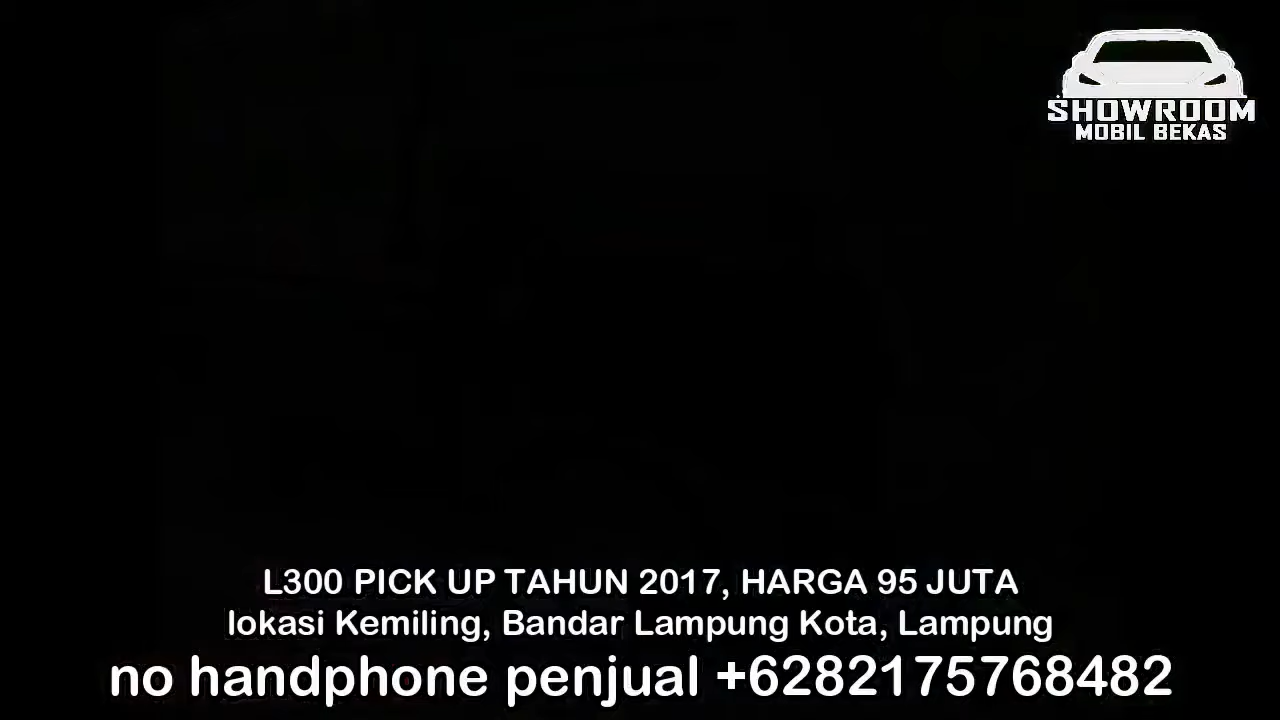 SHOWROOM
MOBIL BEKAS
L300 PICK UP TAHUN 2017, HARGA 95 JUTA
lokasi Kemiling, Bandar Lampung Kota, Lampung
no handphone penjual +6282175768482